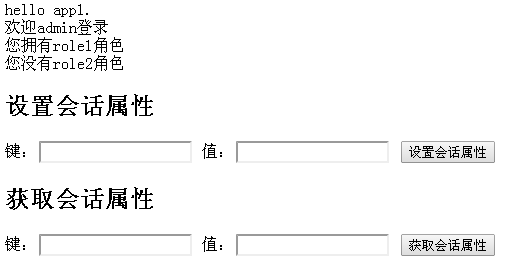 hello app1.
欢迎admin登录
您拥有role1角色
您没有role2角色
设置会话属性
键： 值： 设置会话属性
获取会话属性
键： 值： 获取会话属性